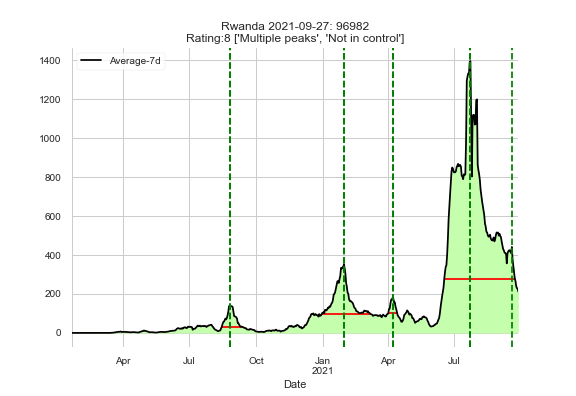 Rwanda 2021-09-27: 96982
Rating:8 ['Multiple peaks', 'Not in control']
Average-7d
1400
1200
1000
800
600
400
200
0
Apr
Jul
Oct
Jan
2021
Apr
Jul
Date